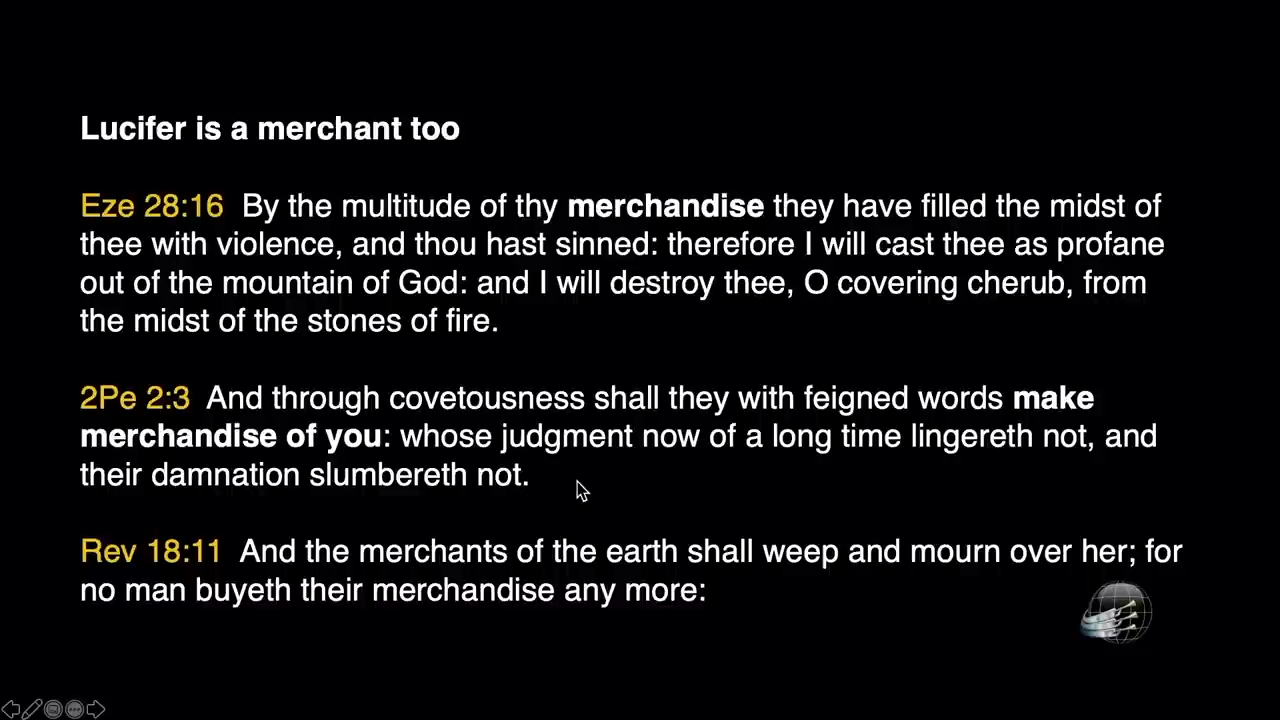 Lucifer is a merchant too
Eze 28:16 By the multitude of thy merchandise they have filled the midst of
thee with violence, and thou hast sinned: therefore I will cast thee as profane
out of the mountain of God: and I will destroy thee, O covering cherub, from
the midst of the stones of fire.
2Pe 2:3 And through covetousness shall they with feigned words make
merchandise of you: whose judgment now of a long time lingereth not, and
their damnation slumbereth not.
Rev 18:11 And the merchants of the earth shall weep and mourn over her; for
no man buyeth their merchandise any more: